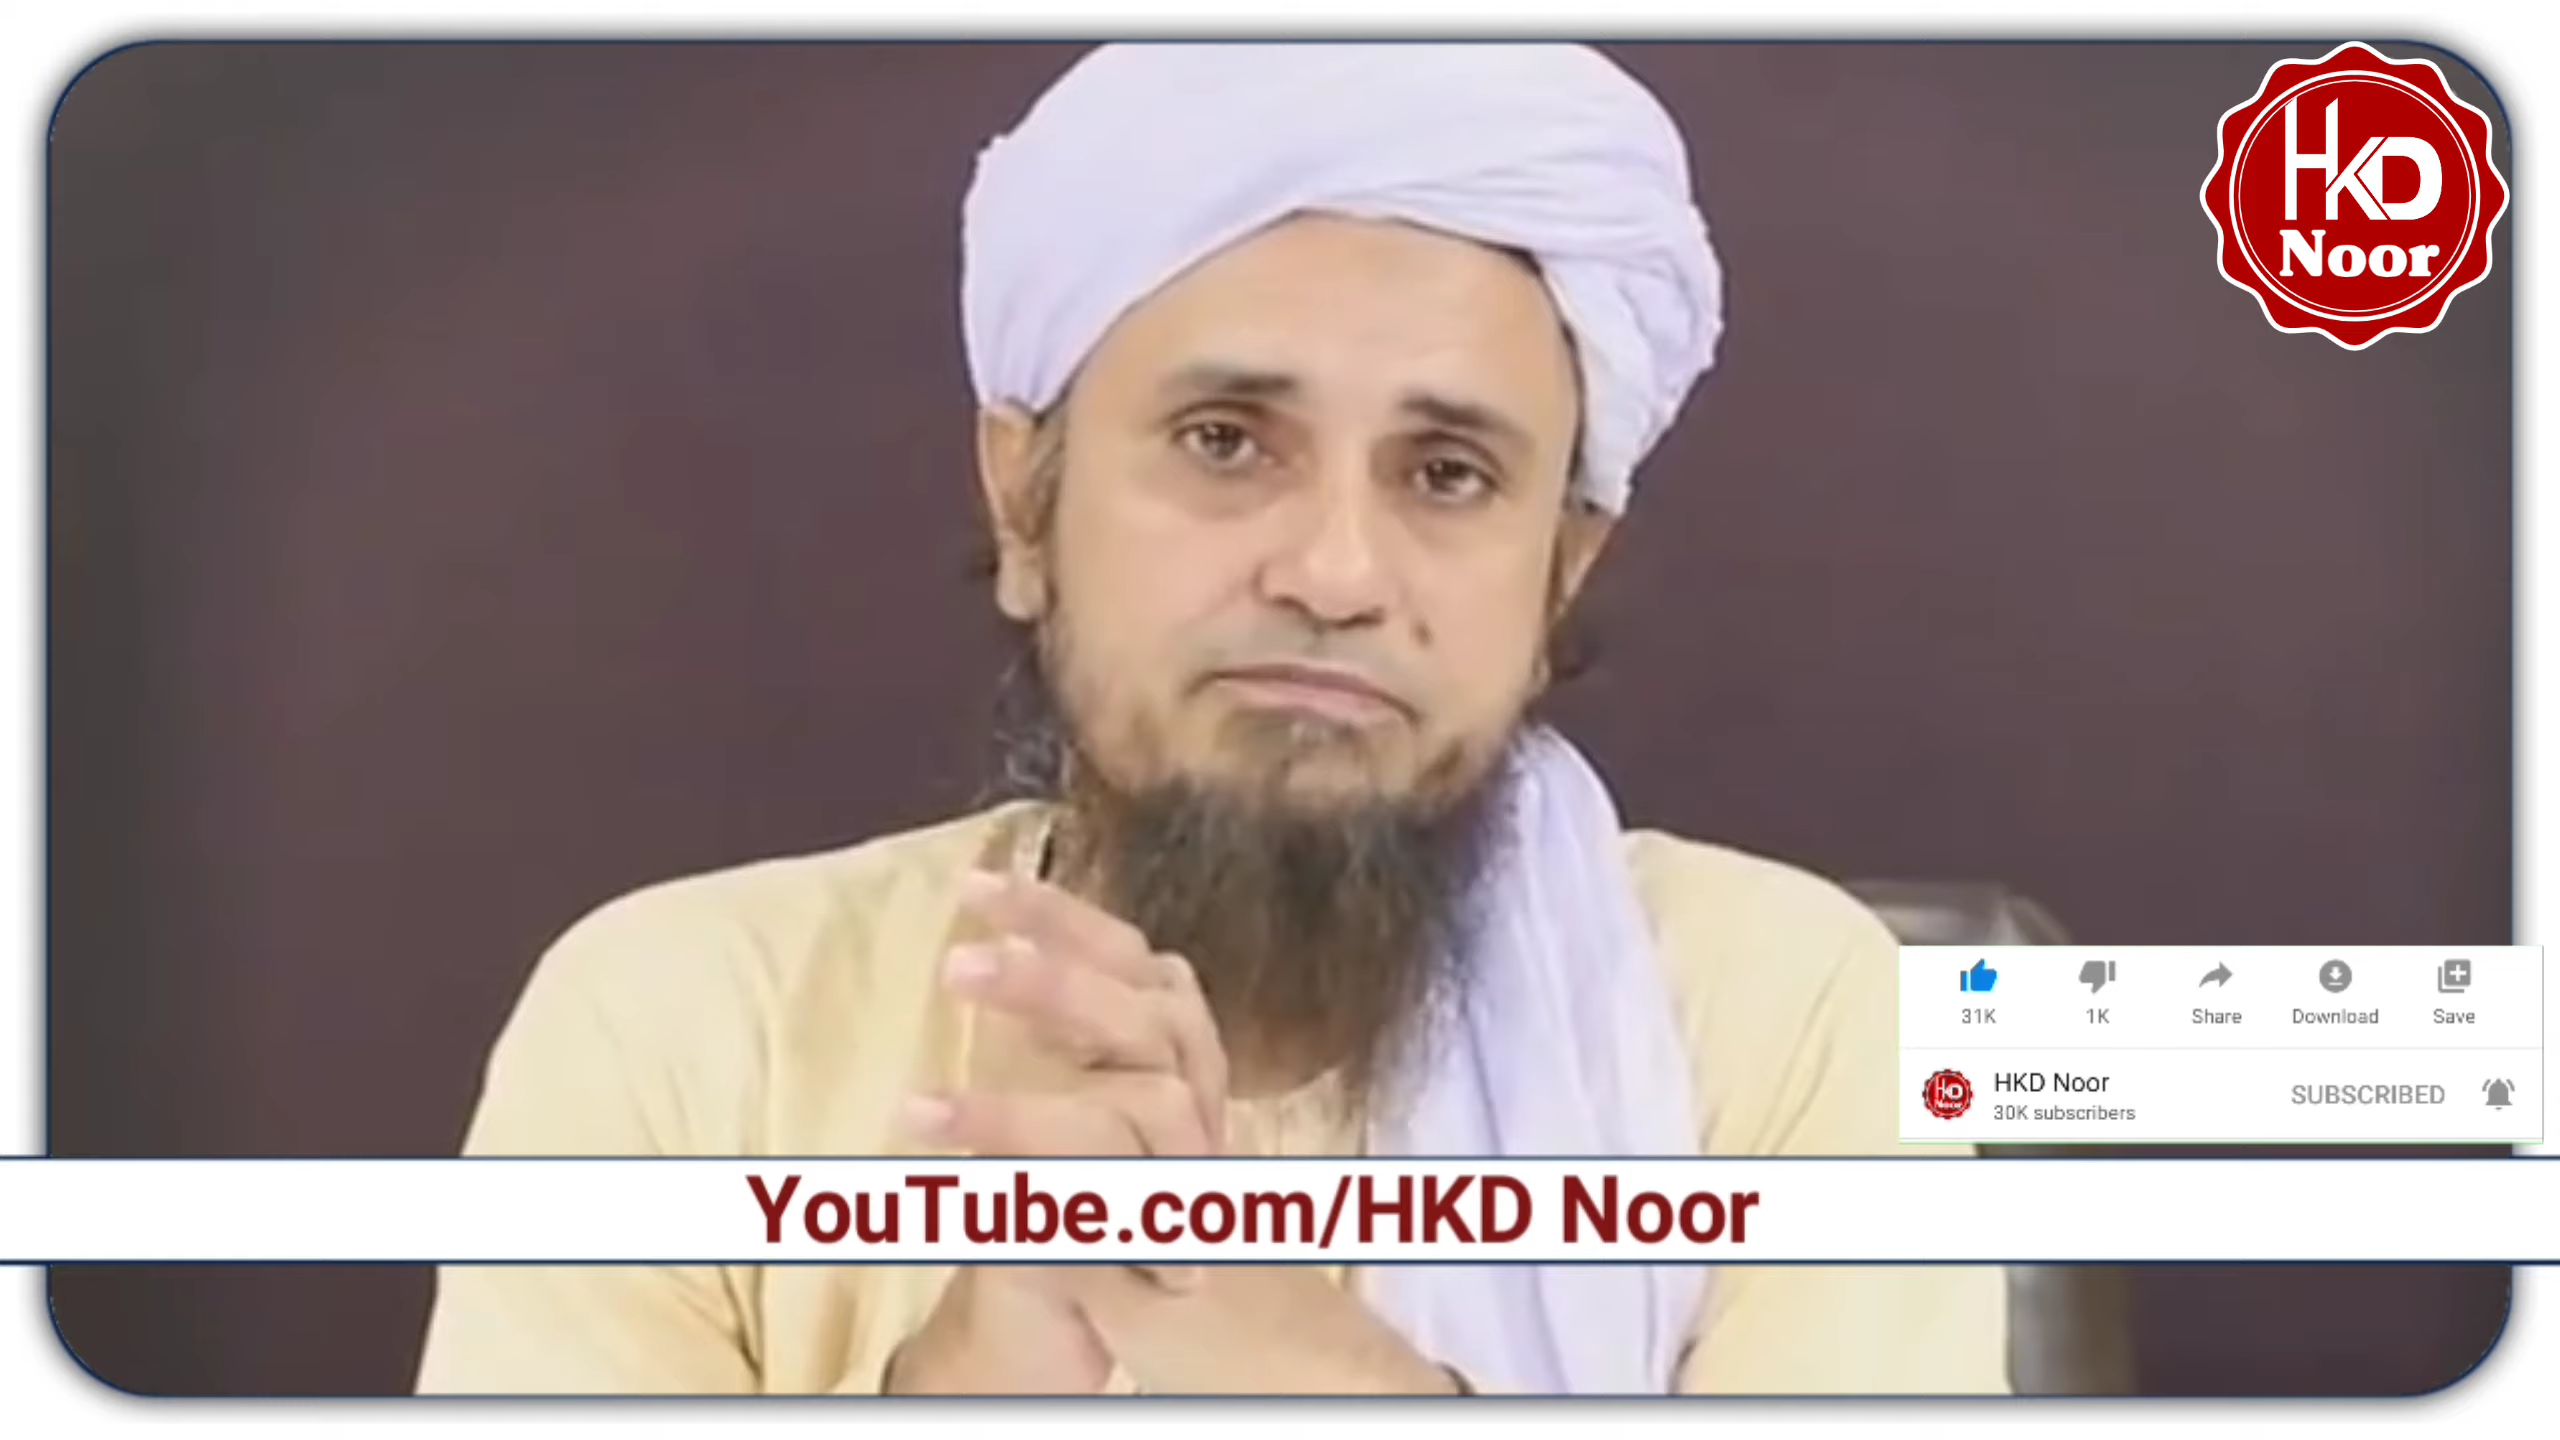 HKD
Noor
31K
1K
Share
Download
Save
HKD Noor
30K subscribers
SUBSCRIBED
YouTube.com/HKD Noor